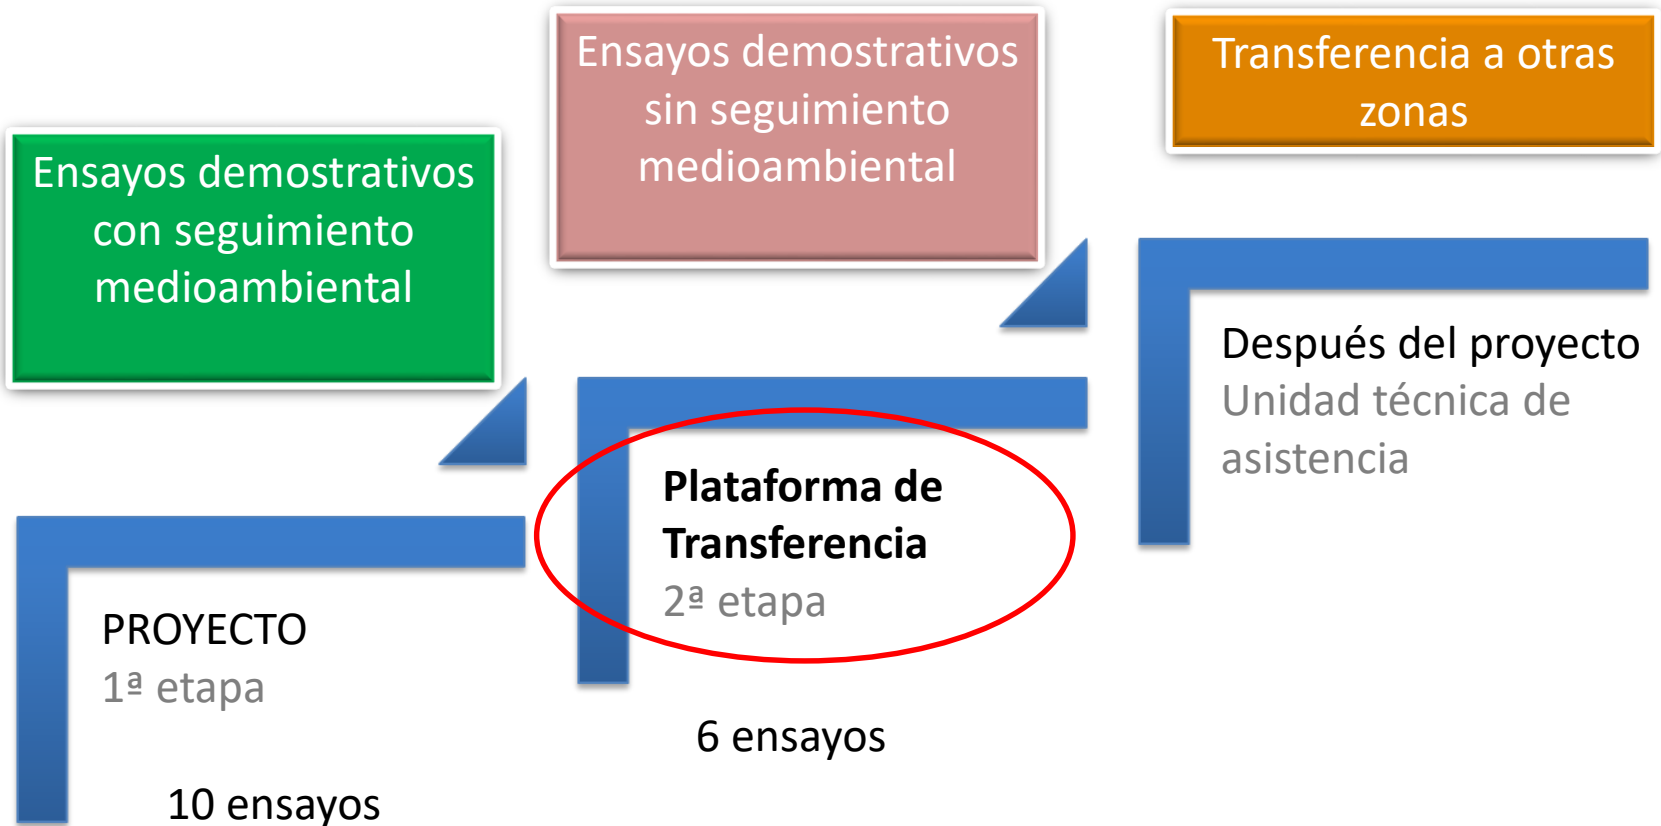 Ensayos demostrativos
con seguimiento
medioambiental
PROYECTO
1ª etapa
10 ensayos
Ensayos demostrativos
sin seguimiento
medioambiental
Plataforma de
Transferencia
2ª etapa
6 ensayos
Transferencia a otras
zonas
Después del proyecto
Unidad técnica de
asistencia